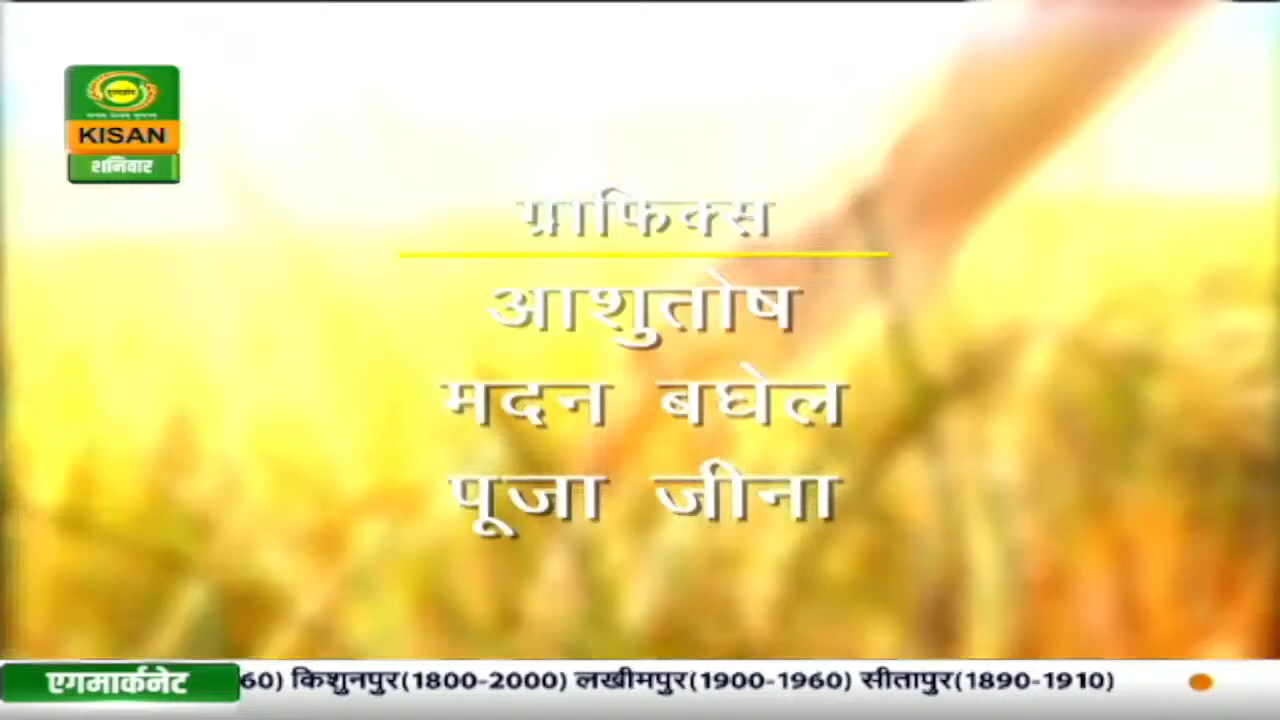 KISAN
शनिवार
ग्राफिक्स
आशुतोष
मदन बघेल
पूजा जीना
एगमार्कनेट 60) किशुनपुर(1800-2000) लखीमपुर(1900-1960) सीतापुर(1890-1910)